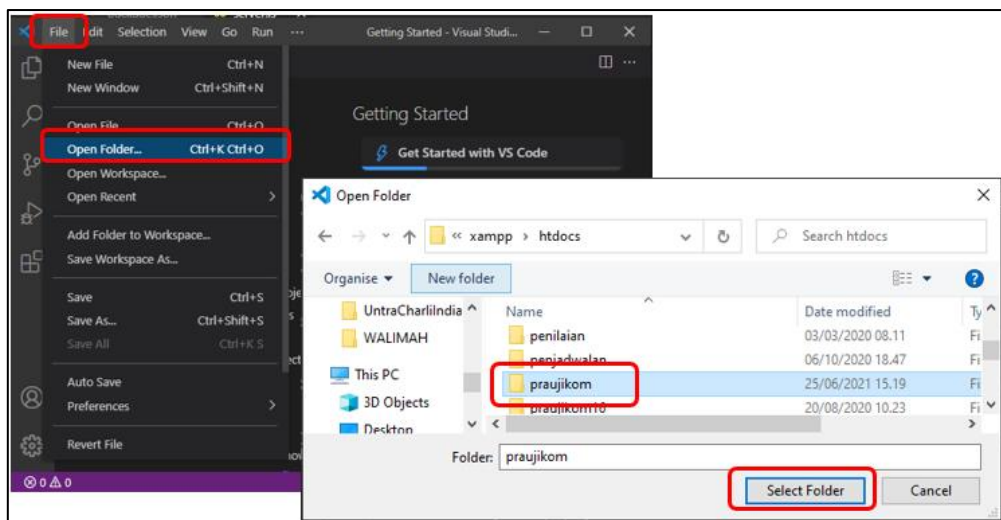 File Edit Selection View Go Run ··· Getting Started - Visual Studi...
New File Ctrl+N
New Window Ctrl+Shift+N
Open File... Ctrl+O
Open Folder... Ctrl+K Ctrl+O
Open Workspace...
Open Recent >
Add Folder to Workspace...
Save Workspace As...
Save Ctrl+S
Save As... Ctrl+Shift+S
Save All Ctrl+K S
Auto Save
Preferences >
Revert File
0 0
Getting Started
Get Started with VS Code
Open Folder
« xampp > htdocs
Search htdocs
Organise New folder
UntraCharliIndia
WALIMAH
This PC
3D Objects
Desktop
Name Date modified Ty
penilaian 03/03/2020 08.11 Fi
penjadwalan 06/10/2020 18.47 Fi
praujikom 25/06/2021 15.19 Fi
praujikom10 20/08/2020 10.23 Fi
Folder: praujikom
Select Folder Cancel